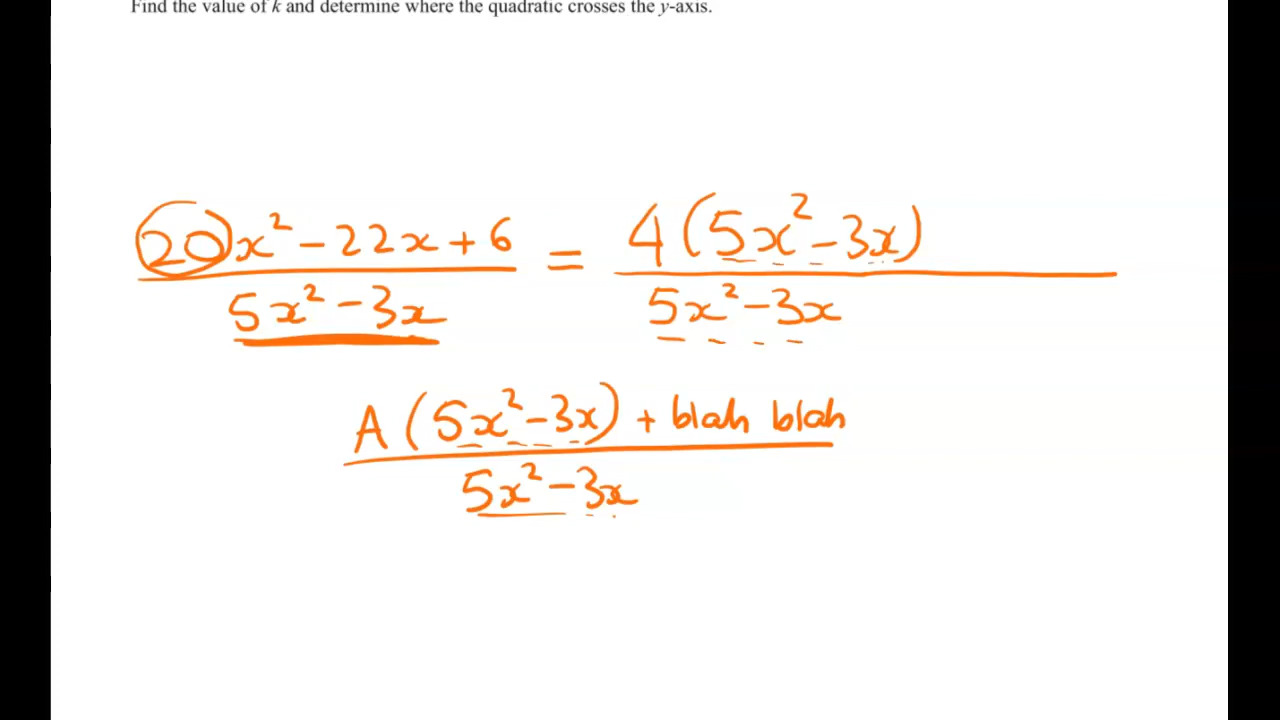 Find the value of k and determine where the quadratic crosses the y-axis.
20x² - 22x + 6 = 4(5x² - 3x)
5x² - 3x 5x² - 3x
A(5x² - 3x) + blah blah
5x² - 3x